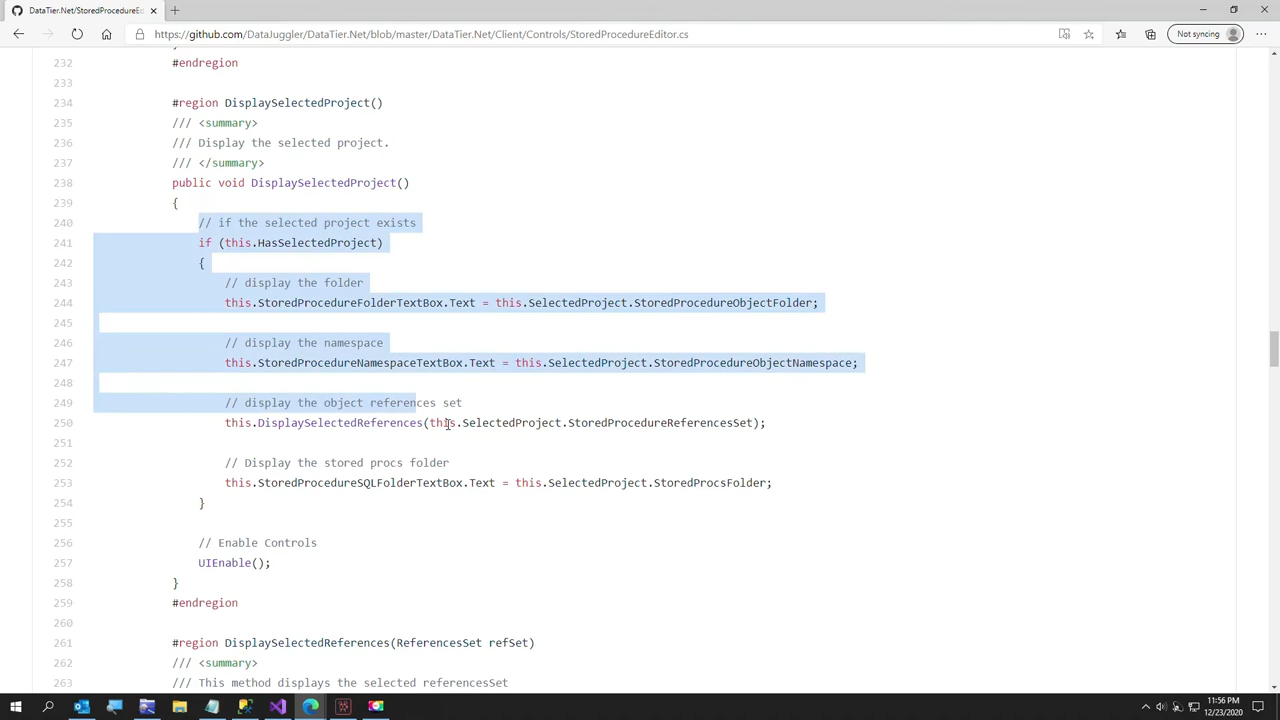 DataTier.Net/StoredProcedureEd
https://github.com/DataJuggler/DataTier.Net/blob/master/DataTier.Net/Client/Controls/StoredProcedureEditor.cs
Not syncing
232 #endregion
233
234 #region DisplaySelectedProject()
235 /// <summary>
236 /// Display the selected project.
237 /// </summary>
238 public void DisplaySelectedProject()
239 {
240 // if the selected project exists
241 if (this.HasSelectedProject)
242 {
243 // display the folder
244 this.StoredProcedureFolderTextBox.Text = this.SelectedProject.StoredProcedureObjectFolder;
245
246 // display the namespace
247 this.StoredProcedureNamespaceTextBox.Text = this.SelectedProject.StoredProcedureObjectNamespace;
248
249 // display the object references set
250 this.DisplaySelectedReferences(this.SelectedProject.StoredProcedureReferencesSet);
251
252 // Display the stored procs folder
253 this.StoredProcedureSQLFolderTextBox.Text = this.SelectedProject.StoredProcsFolder;
254 }
255
256 // Enable Controls
257 UIEnable();
258 }
259 #endregion
260
261 #region DisplaySelectedReferences(ReferencesSet refSet)
262 /// <summary>
263 /// This method displays the selected referencesSet
11:56 PM
12/23/2020